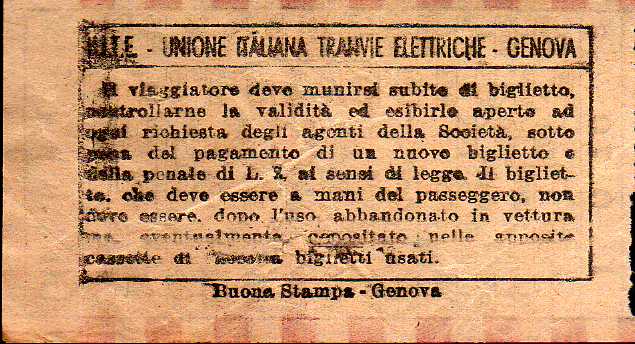 U.I.T.E. - UNIONE ITALIANA TRANVIE ELETTRICHE - GENOVA
Il viaggiatore deve munirsi subito di biglietto,
controllarne la validità ed esibirlo aperto ad
ogni richiesta degli agenti della Società, sotto
pena del pagamento di un nuovo biglietto e
della penale di L. 2, ai sensi di legge. Il bigliet-
to, che deve essere a mani del passeggero, non
deve essere, dopo l'uso, abbandonato in vettura
ma eventualmente depositato nelle apposite
cassette di biglietti usati.
Buona Stampa - Genova